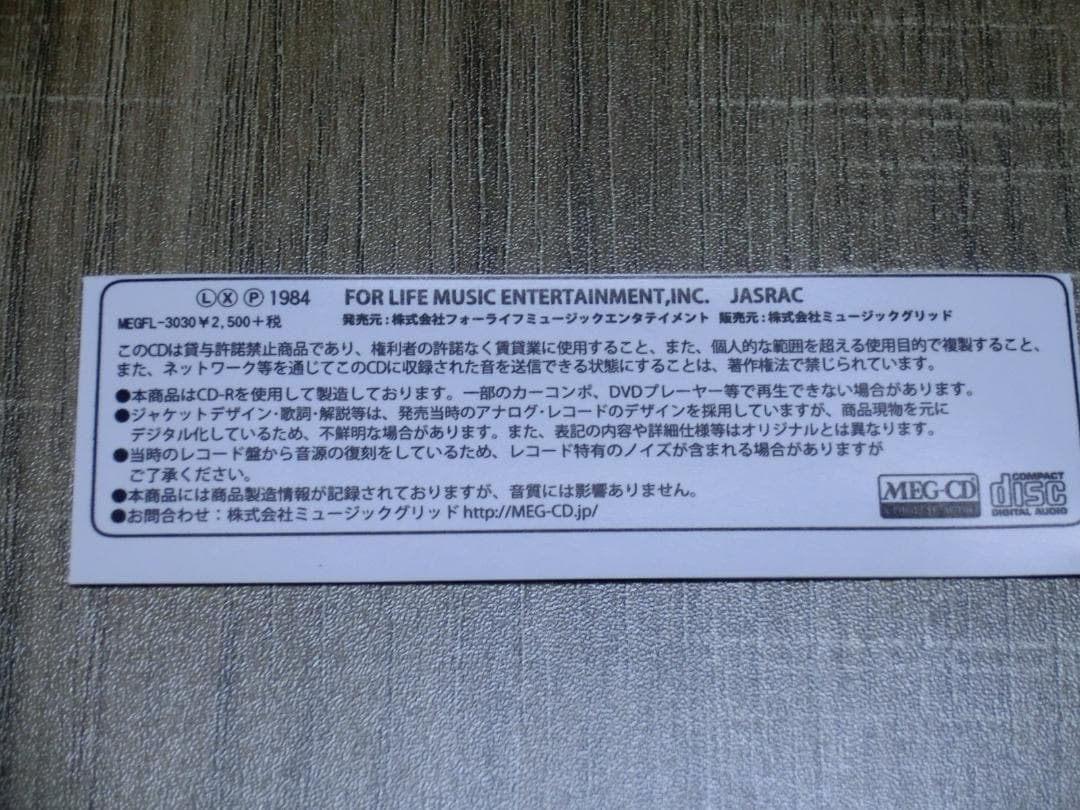 Ⓛ Ⓧ Ⓟ 1984 FOR LIFE MUSIC ENTERTAINMENT,INC. JASRAC
MEGFL-3030￥2,500+税 発売元:株式会社フォーライフミュージックエンタテイメント 販売元:株式会社ミュージックグリッド
このCDは貸与許諾禁止商品であり、権利者の許諾なく賃貸業に使用すること、また、個人的な範囲を超える使用目的で複製すること、
また、ネットワーク等を通じてこのCDに収録された音を送信できる状態にすることは、著作権法で禁じられています。
●本商品はCD-Rを使用して製造しております。一部のカーコンポ、DVDプレーヤー等で再生できない場合があります。
●ジャケットデザイン・歌詞・解説等は、発売当時のアナログ・レコードのデザインを採用していますが、商品現物を元に
デジタル化しているため、不鮮明な場合があります。また、表記の内容や詳細仕様等はオリジナルとは異なります。
●当時のレコード盤から音源の復刻をしているため、レコード特有のノイズが含まれる場合がありますが
ご了承ください。
●本商品には商品製造情報が記録されておりますが、音質には影響ありません。
●お問合わせ:株式会社ミュージックグリッド http://MEG-CD.jp/
MEG-CD
COMPACT
disc
DIGITAL AUDIO